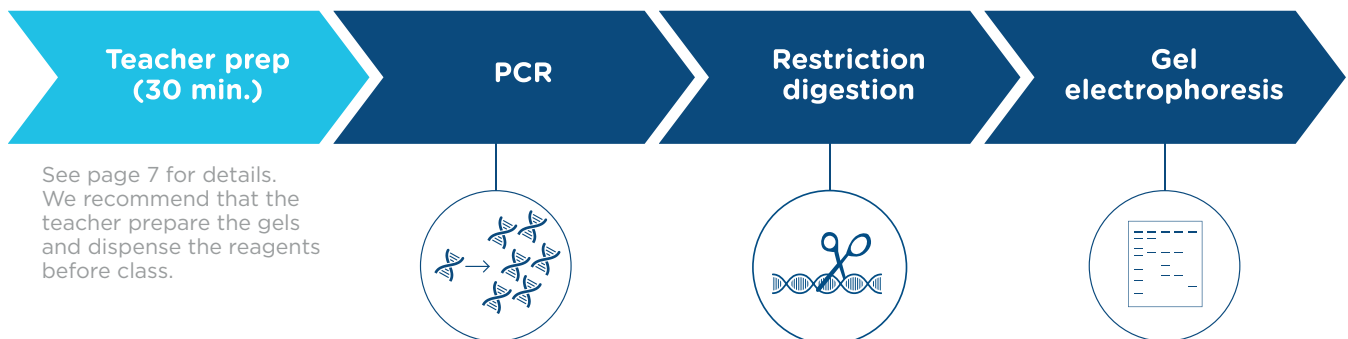 Teacher prep
(30 min.)
PCR
Restriction
digestion
Gel
electrophoresis
See page 7 for details.
We recommend that the
teacher prepare the gels
and dispense the reagents
before class.